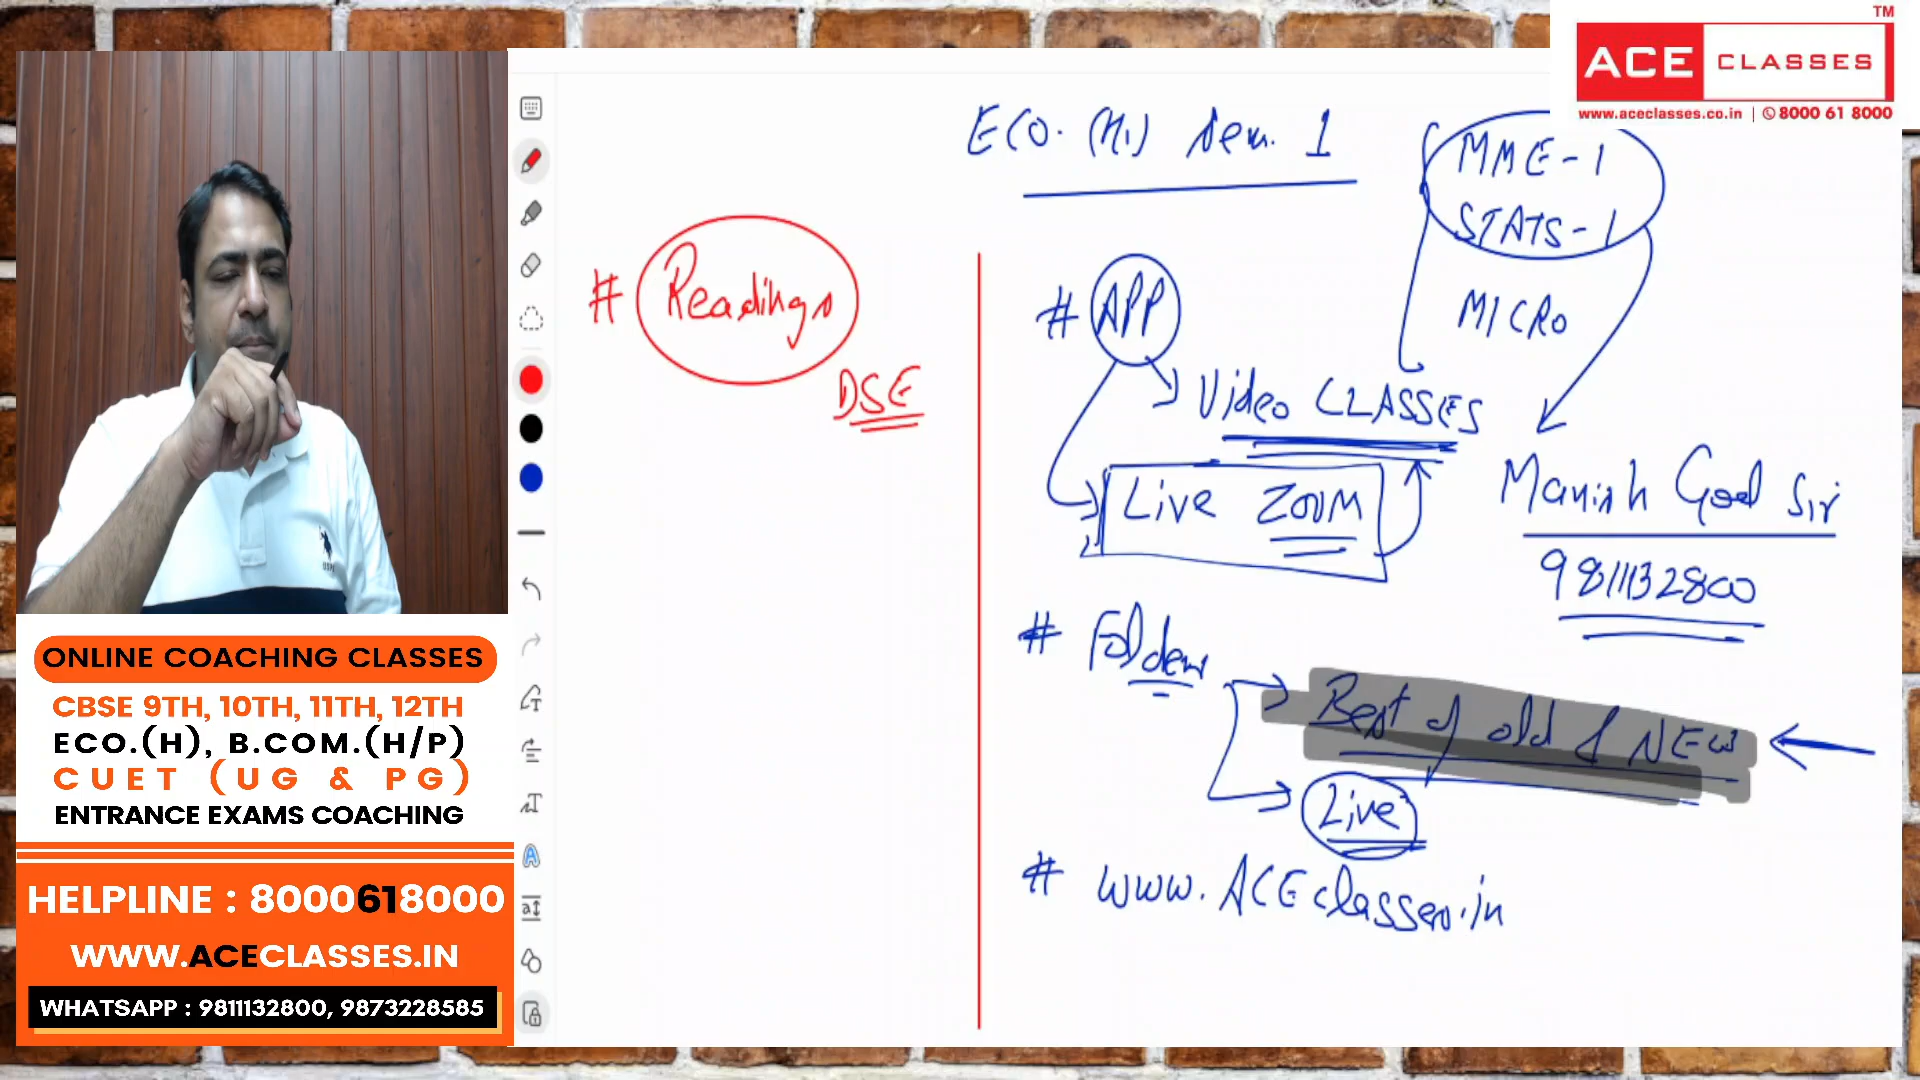 TM
ACE CLASSES
www.aceclasses.co.in | 8000 61 8000
ECO. (H) Sem. 1
MME-1
STATS-1
MICRO
# Readings
DSE
# APP
Video CLASSES
Live ZOOM
Manish Goel Sir
9811132800
# Folders
Best of old & NEW
Live
# www.ACEclasses.in
ONLINE COACHING CLASSES
CBSE 9TH, 10TH, 11TH, 12TH
ECO.(H), B.COM.(H/P)
CUET (UG & PG)
ENTRANCE EXAMS COACHING
HELPLINE : 8000618000
WWW.ACECLASSES.IN
WHATSAPP : 9811132800, 9873228585